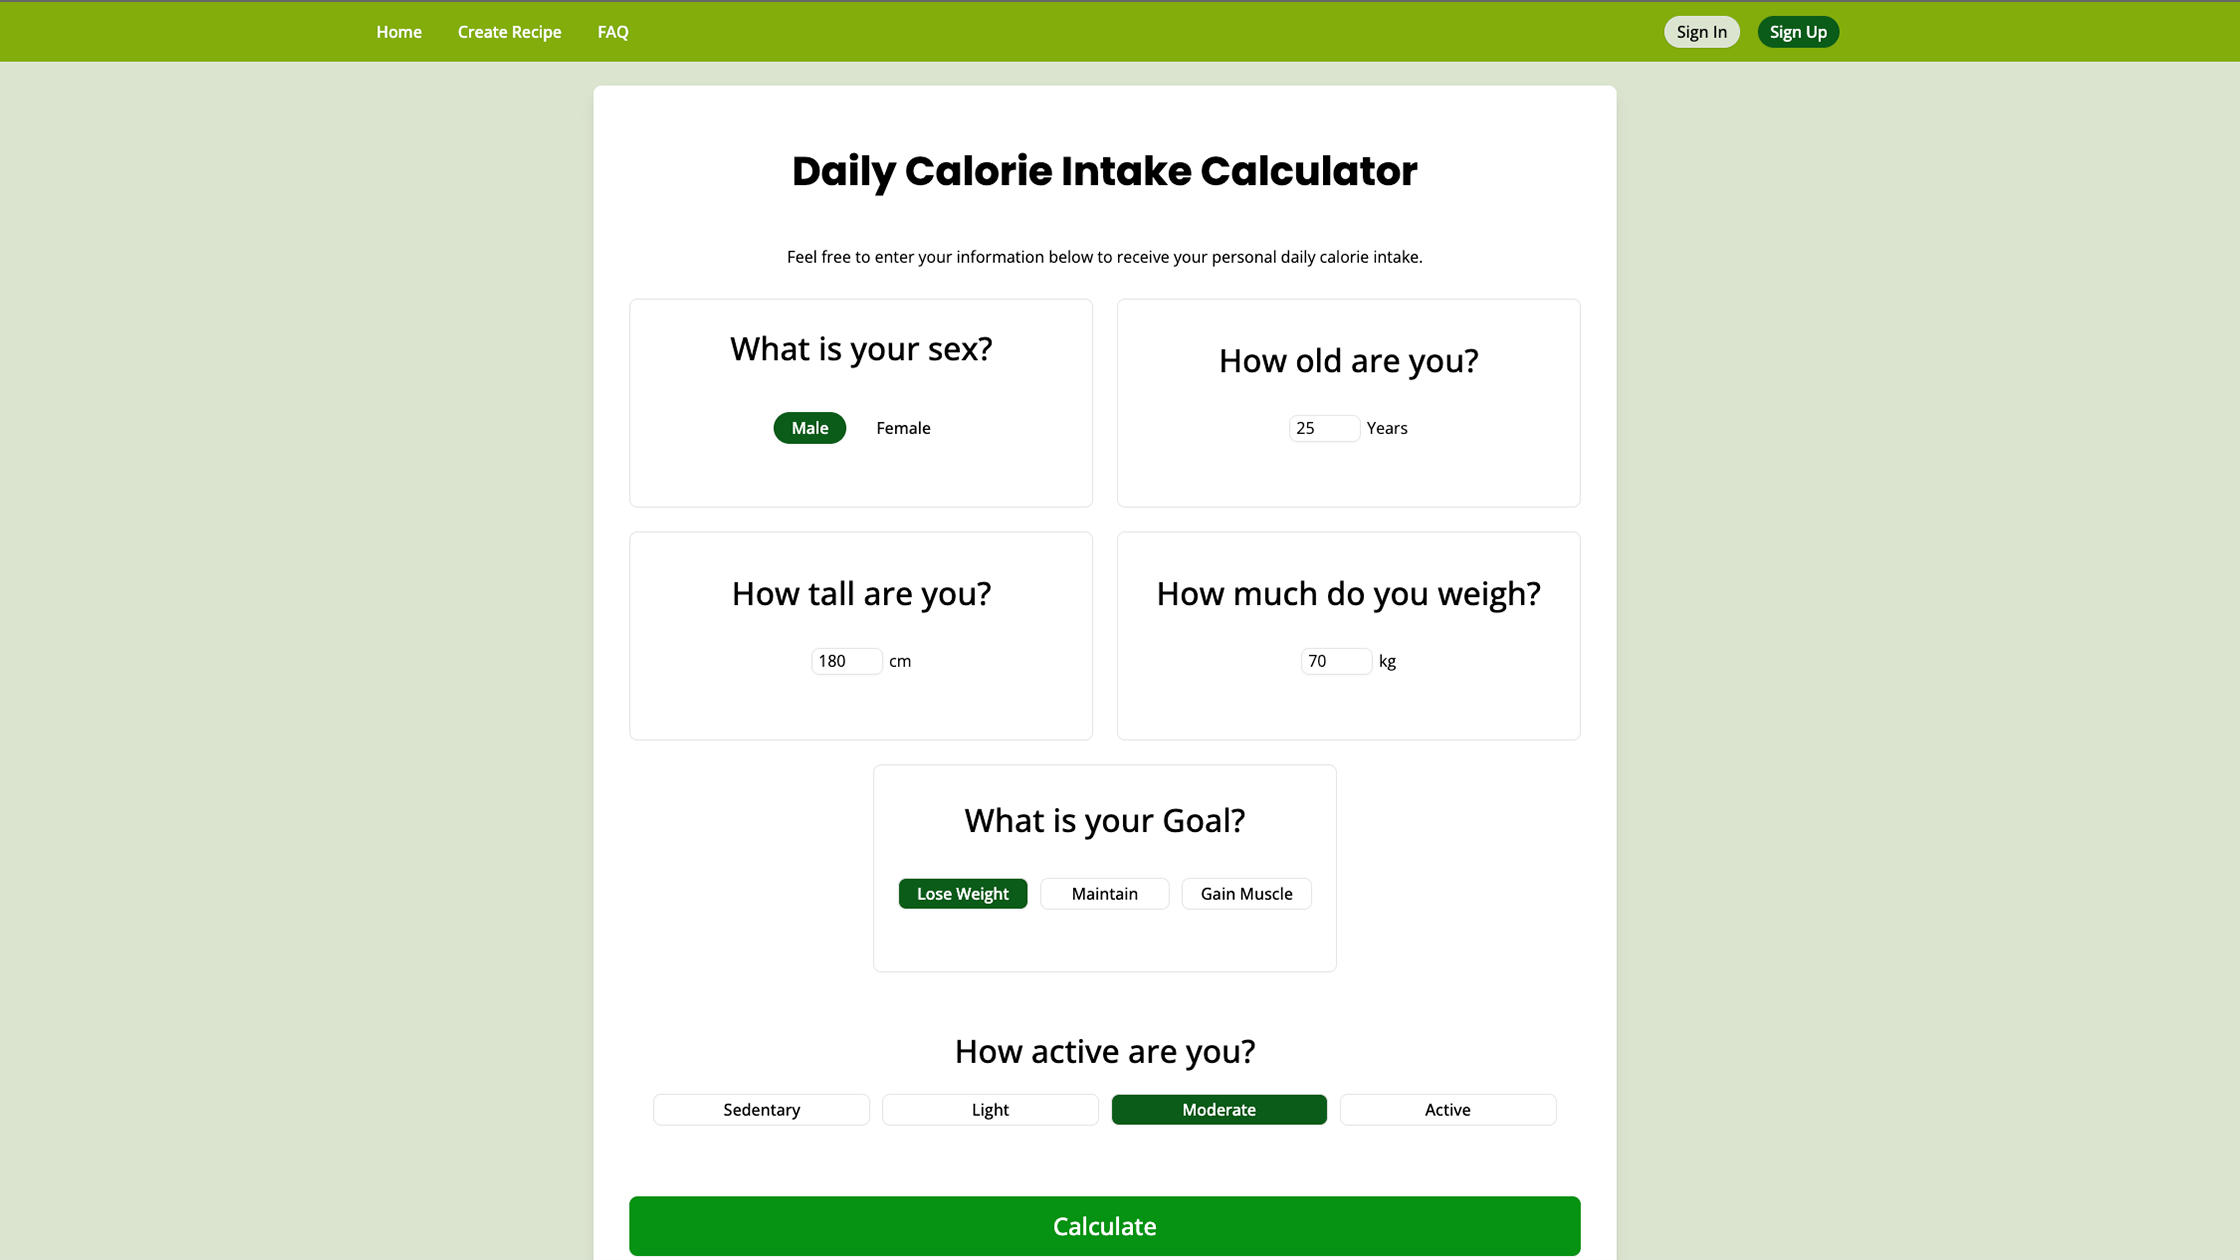 Home Create Recipe FAQ Sign In Sign Up
Daily Calorie Intake Calculator
Feel free to enter your information below to receive your personal daily calorie intake.
What is your sex?
Male Female
How old are you?
25 Years
How tall are you?
180 cm
How much do you weigh?
70 kg
What is your Goal?
Lose Weight Maintain Gain Muscle
How active are you?
Sedentary Light Moderate Active
Calculate